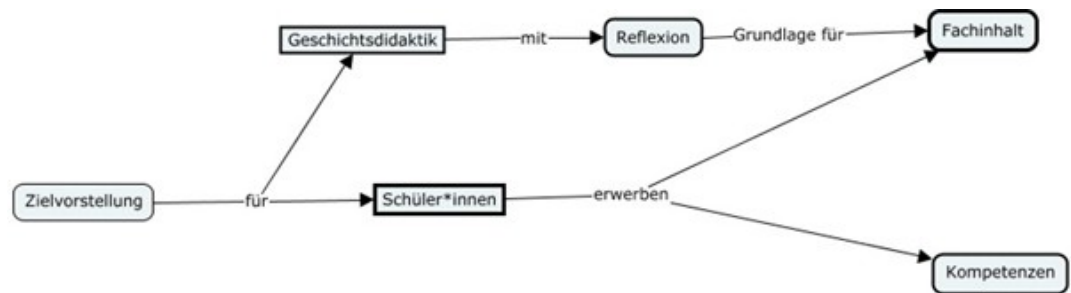 Geschichtsdidaktik mit Reflexion Grundlage für Fachinhalt
Zielvorstellung für Schüler*innen erwerben
Kompetenzen